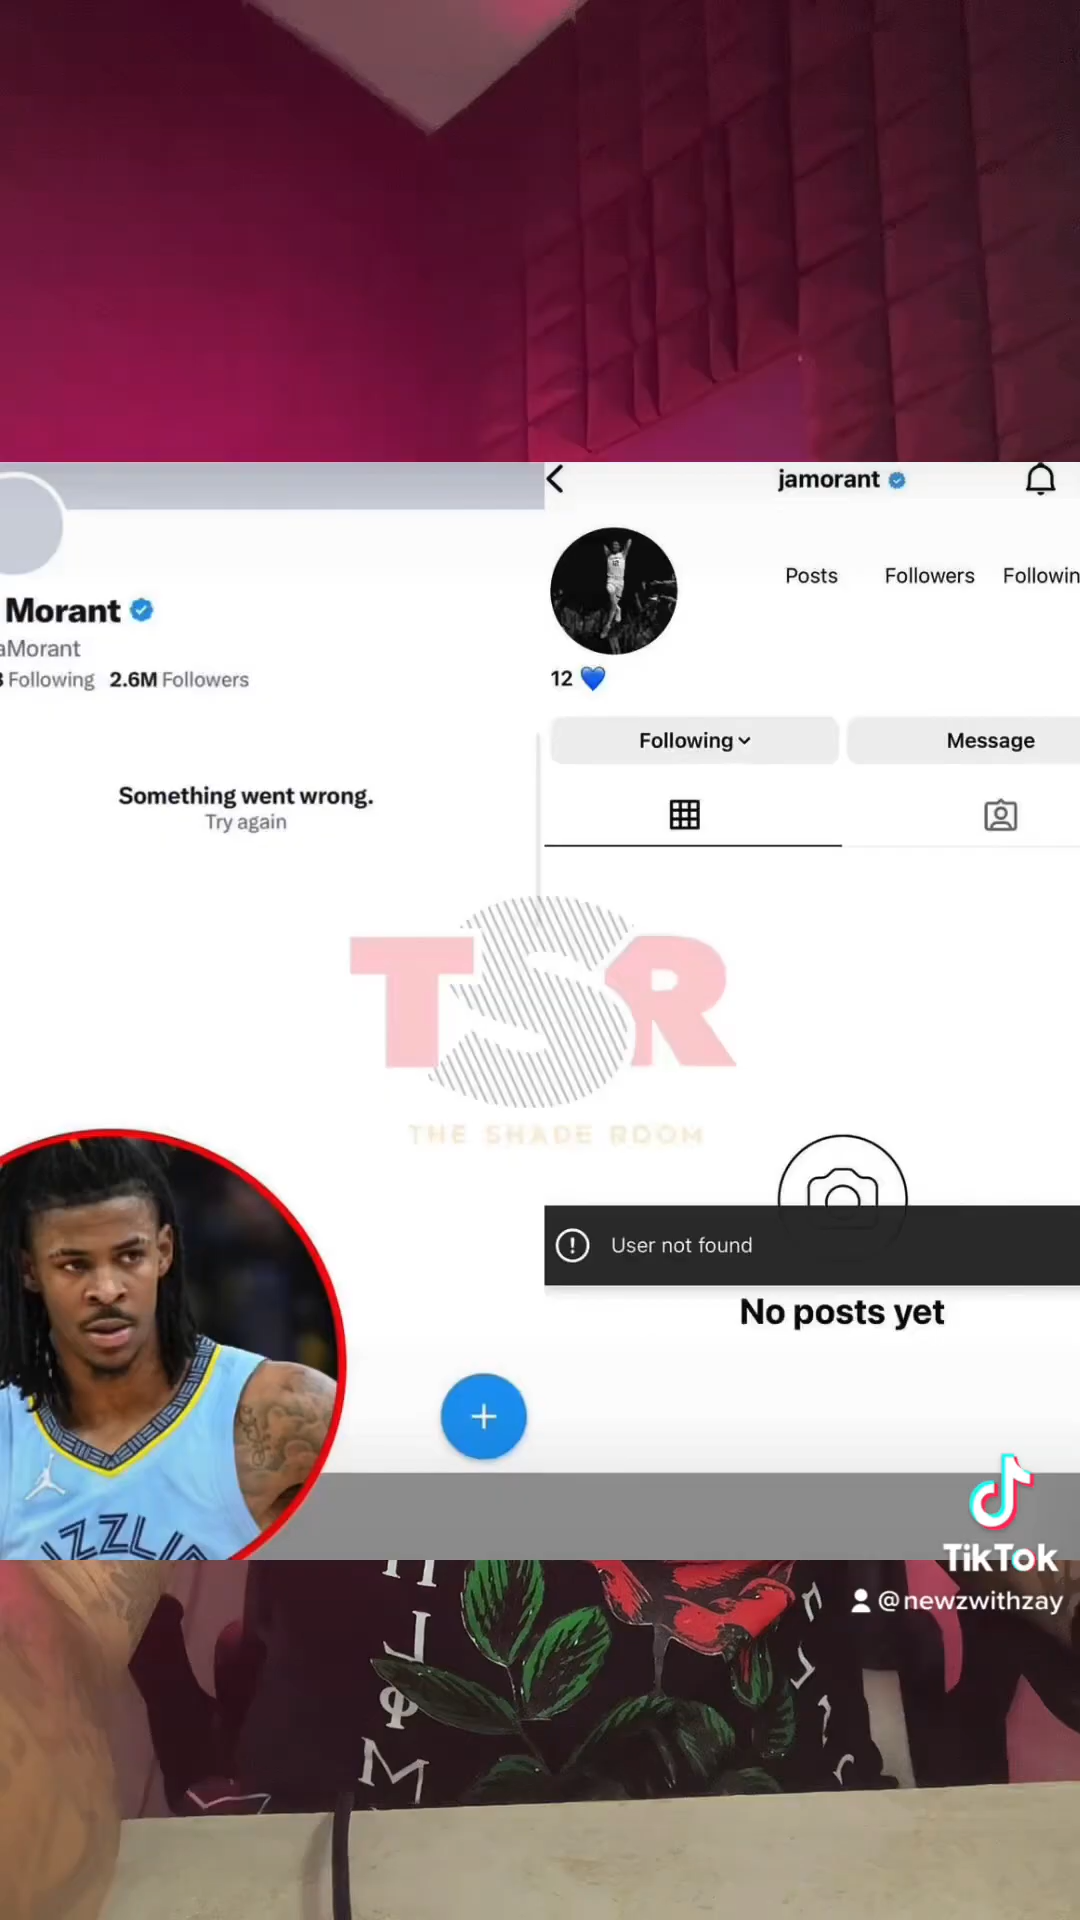 jamorant
Posts Followers Followin
Morant
aMorant
Following 2.6M Followers
12 💙
Following Message
Something went wrong.
Try again
TSR
THE SHADE ROOM
User not found
No posts yet
TikTok
@newzwithzay